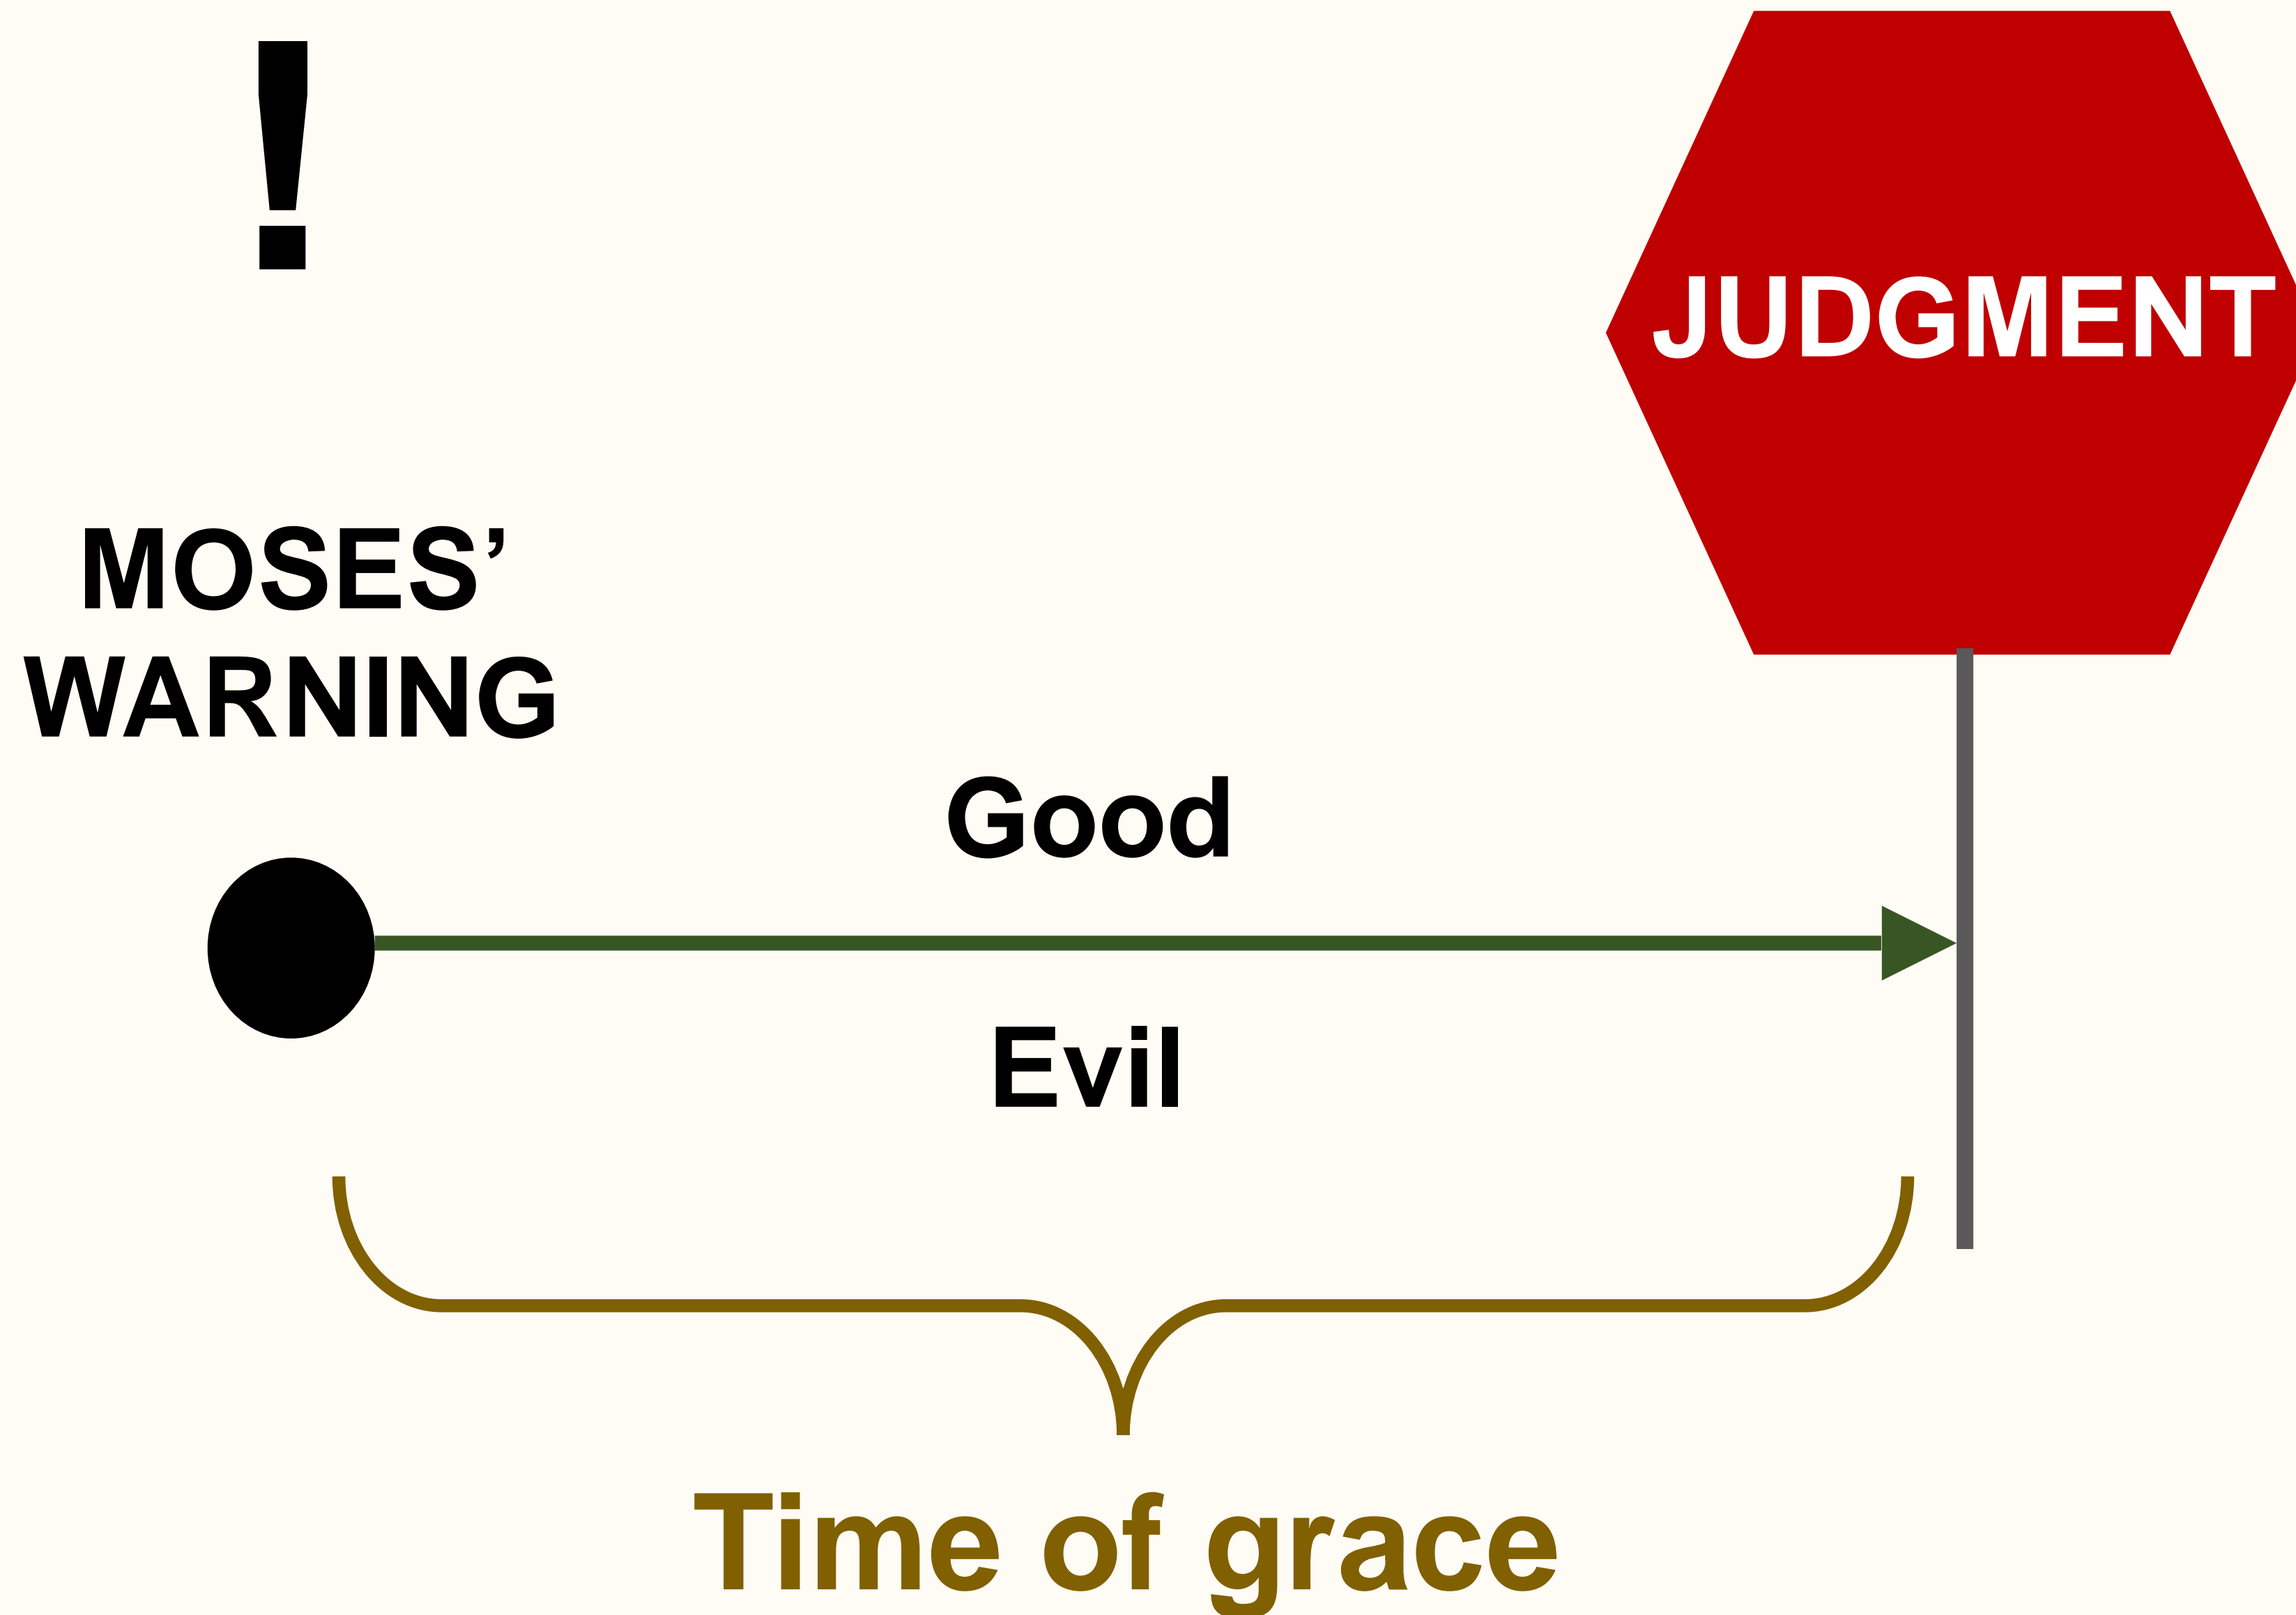 !
JUDGMENT
MOSES’
WARNING
Good
Evil
Time of grace